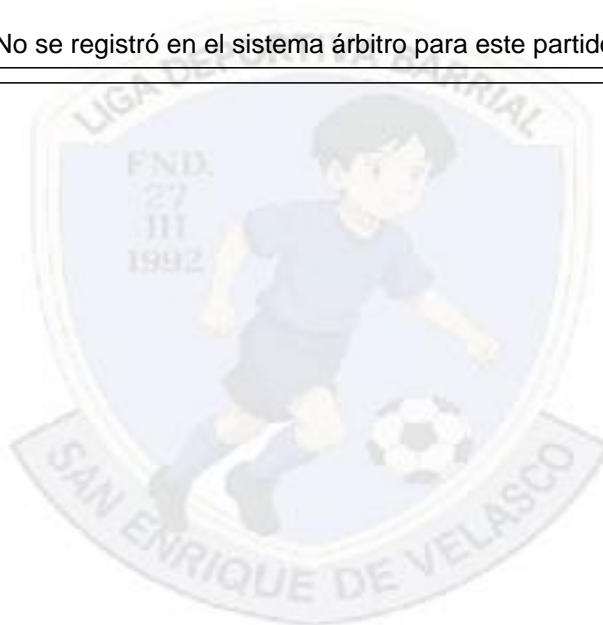 No se registró en el sistema árbitro para este partido
LIGA DEPORTIVA BARRIAL
FND.
27
III
1992
SAN ENRIQUE DE VELASCO